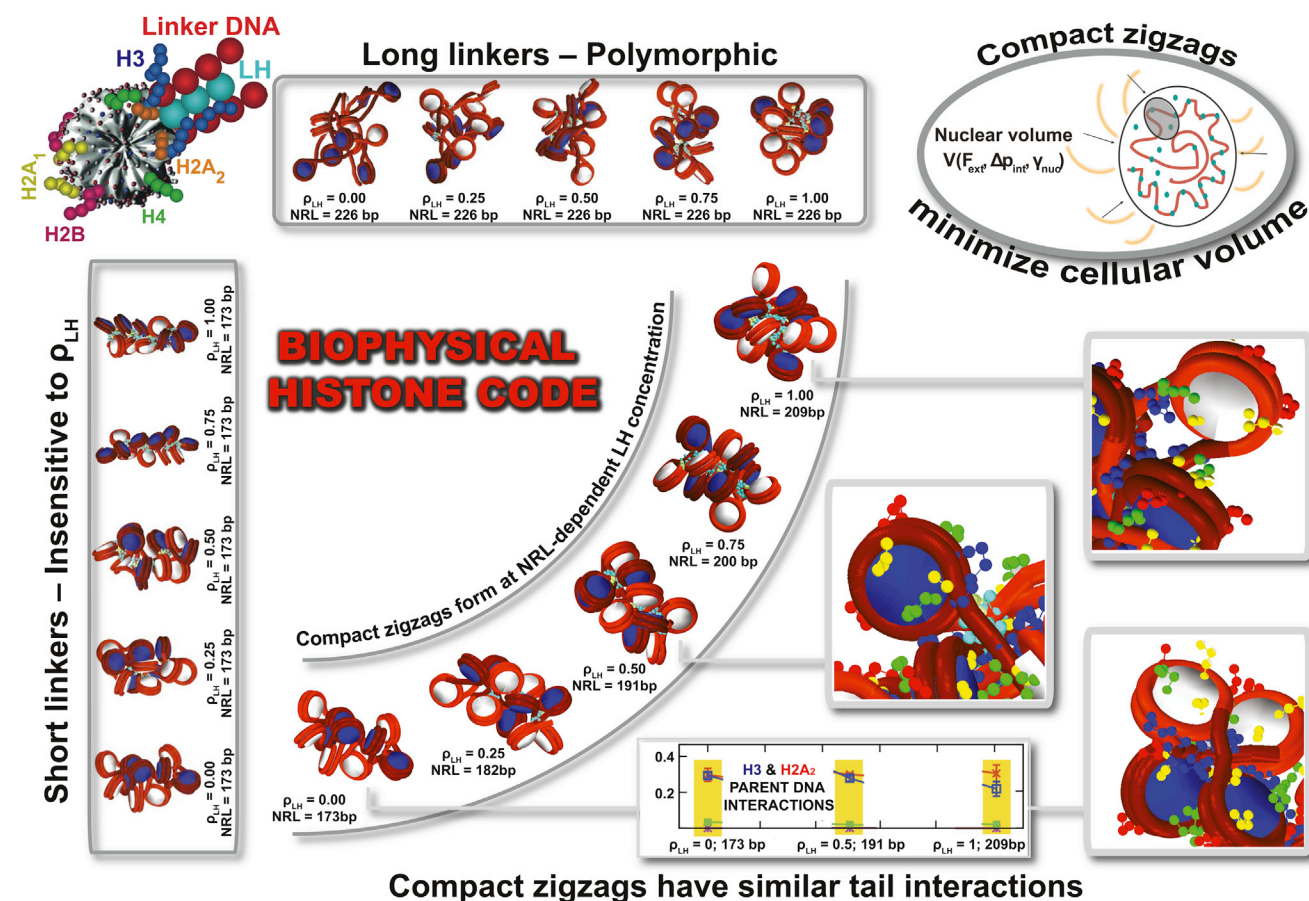 Linker DNA
H3
LH
H2A1
H2A2
H2B
H4
Long linkers – Polymorphic
ρLH = 0.00
NRL = 226 bp
ρLH = 0.25
NRL = 226 bp
ρLH = 0.50
NRL = 226 bp
ρLH = 0.75
NRL = 226 bp
ρLH = 1.00
NRL = 226 bp
Compact zigzags
Nuclear volume
V(Fext, Δpint, γnuc)
minimize cellular volume
Short linkers – Insensitive to ρLH
ρLH = 1.00
NRL = 173 bp
ρLH = 0.75
NRL = 173 bp
ρLH = 0.50
NRL = 173 bp
ρLH = 0.25
NRL = 173 bp
ρLH = 0.00
NRL = 173 bp
BIOPHYSICAL
HISTONE CODE
Compact zigzags form at NRL-dependent LH concentration
ρLH = 1.00
NRL = 209bp
ρLH = 0.75
NRL = 200 bp
ρLH = 0.50
NRL = 191bp
ρLH = 0.25
NRL = 182bp
ρLH = 0.00
NRL = 173bp
0.4
0.2
H3 & H2A2
PARENT DNA
INTERACTIONS
ρLH = 0; 173 bp
ρLH = 0.5; 191 bp
ρLH = 1; 209bp
Compact zigzags have similar tail interactions